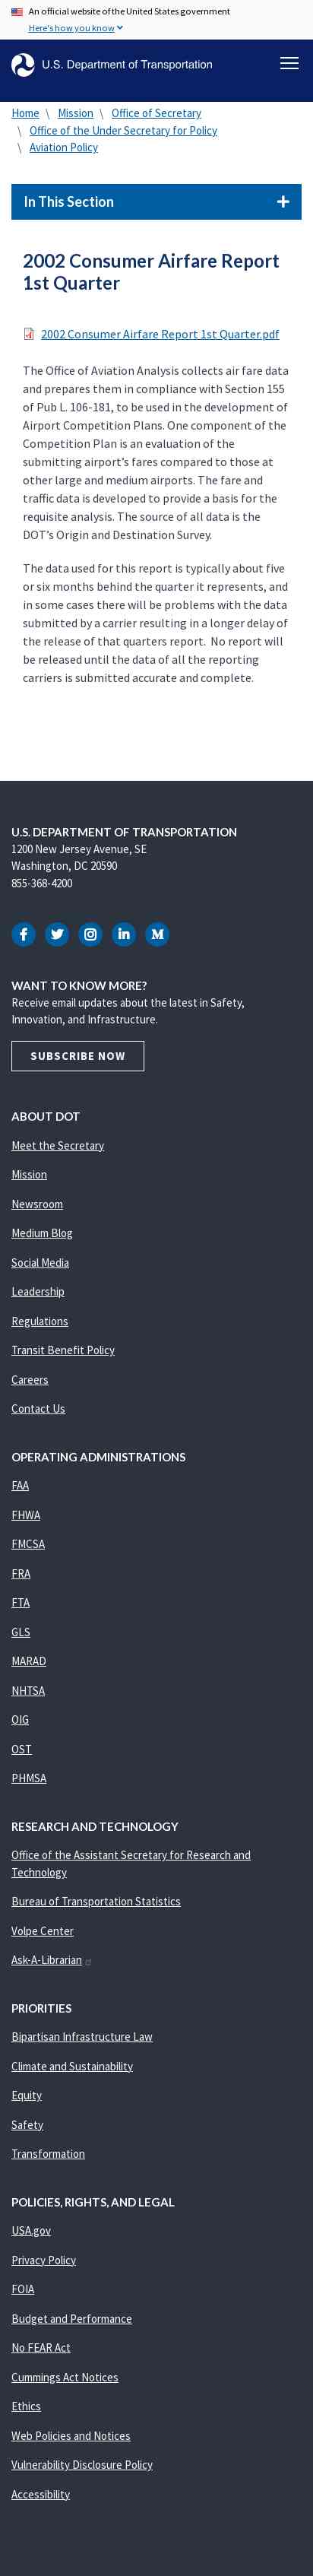 An official website of the United States government
Here's how you know
U.S. Department of Transportation
Home \ Mission \ Office of Secretary
\ Office of the Under Secretary for Policy
\ Aviation Policy
In This Section
2002 Consumer Airfare Report
1st Quarter
2002 Consumer Airfare Report 1st Quarter.pdf
The Office of Aviation Analysis collects air fare data
and prepares them in compliance with Section 155
of Pub L. 106-181, to be used in the development of
Airport Competition Plans. One component of the
Competition Plan is an evaluation of the
submitting airport’s fares compared to those at
other large and medium airports. The fare and
traffic data is developed to provide a basis for the
requisite analysis. The source of all data is the
DOT’s Origin and Destination Survey.
The data used for this report is typically about five
or six months behind the quarter it represents, and
in some cases there will be problems with the data
submitted by a carrier resulting in a longer delay of
the release of that quarters report. No report will
be released until the data of all the reporting
carriers is submitted accurate and complete.
U.S. DEPARTMENT OF TRANSPORTATION
1200 New Jersey Avenue, SE
Washington, DC 20590
855-368-4200
WANT TO KNOW MORE?
Receive email updates about the latest in Safety,
Innovation, and Infrastructure.
SUBSCRIBE NOW
ABOUT DOT
Meet the Secretary
Mission
Newsroom
Medium Blog
Social Media
Leadership
Regulations
Transit Benefit Policy
Careers
Contact Us
OPERATING ADMINISTRATIONS
FAA
FHWA
FMCSA
FRA
FTA
GLS
MARAD
NHTSA
OIG
OST
PHMSA
RESEARCH AND TECHNOLOGY
Office of the Assistant Secretary for Research and
Technology
Bureau of Transportation Statistics
Volpe Center
Ask-A-Librarian
PRIORITIES
Bipartisan Infrastructure Law
Climate and Sustainability
Equity
Safety
Transformation
POLICIES, RIGHTS, AND LEGAL
USA.gov
Privacy Policy
FOIA
Budget and Performance
No FEAR Act
Cummings Act Notices
Ethics
Web Policies and Notices
Vulnerability Disclosure Policy
Accessibility